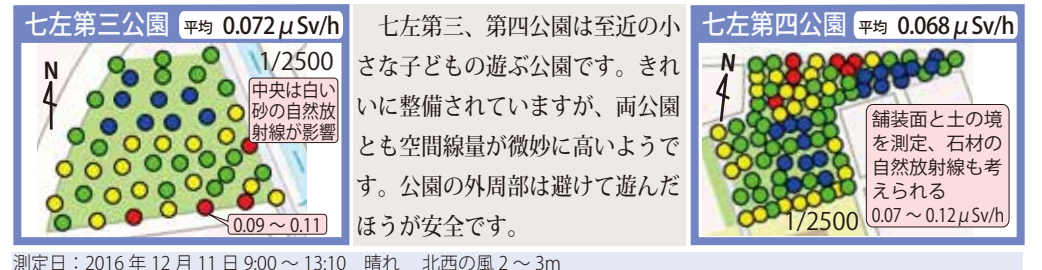 七左第三公園 平均 0.072μSv/h
1/2500
N
中央は白い
砂の自然放
射線が影響
0.09～0.11
七左第三、第四公園は至近の小
さな子どもの遊ぶ公園です。きれ
いに整備されていますが、両公園
とも空間線量が微妙に高いようで
す。公園の外周部は避けて遊んだ
ほうが安全です。
七左第四公園 平均 0.068μSv/h
N
舗装面と土の境
を測定、石材の
自然放射線も考
えられる
0.07～0.12μSv/h
1/2500
測定日：2016年12月11日 9:00～13:10 晴れ 北西の風2～3m